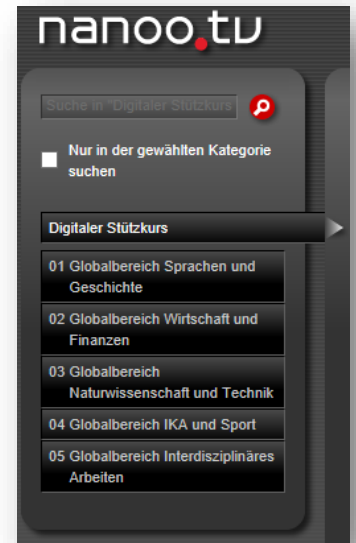 nanoo.tv
Suche in "Digitaler Stützkurs
Nur in der gewählten Kategorie
suchen
Digitaler Stützkurs
01 Globalbereich Sprachen und
Geschichte
02 Globalbereich Wirtschaft und
Finanzen
03 Globalbereich
Naturwissenschaft und Technik
04 Globalbereich IKA und Sport
05 Globalbereich Interdisziplinäres
Arbeiten